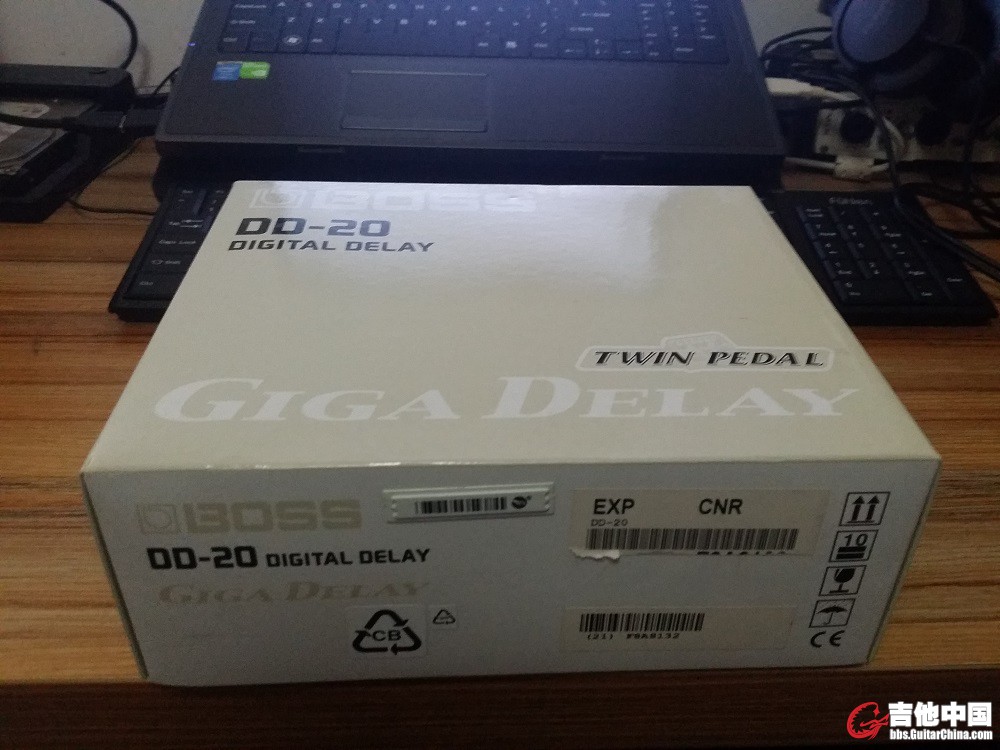 BOSS
DD-20
DIGITAL DELAY
TWIN PEDAL
GIGA DELAY
BOSS
DD-20 DIGITAL DELAY
GIGA DELAY
EXP CNR
DD-20
10
CB
(21) F9A8132
CE
吉他中国
bbs.GuitarChina.com